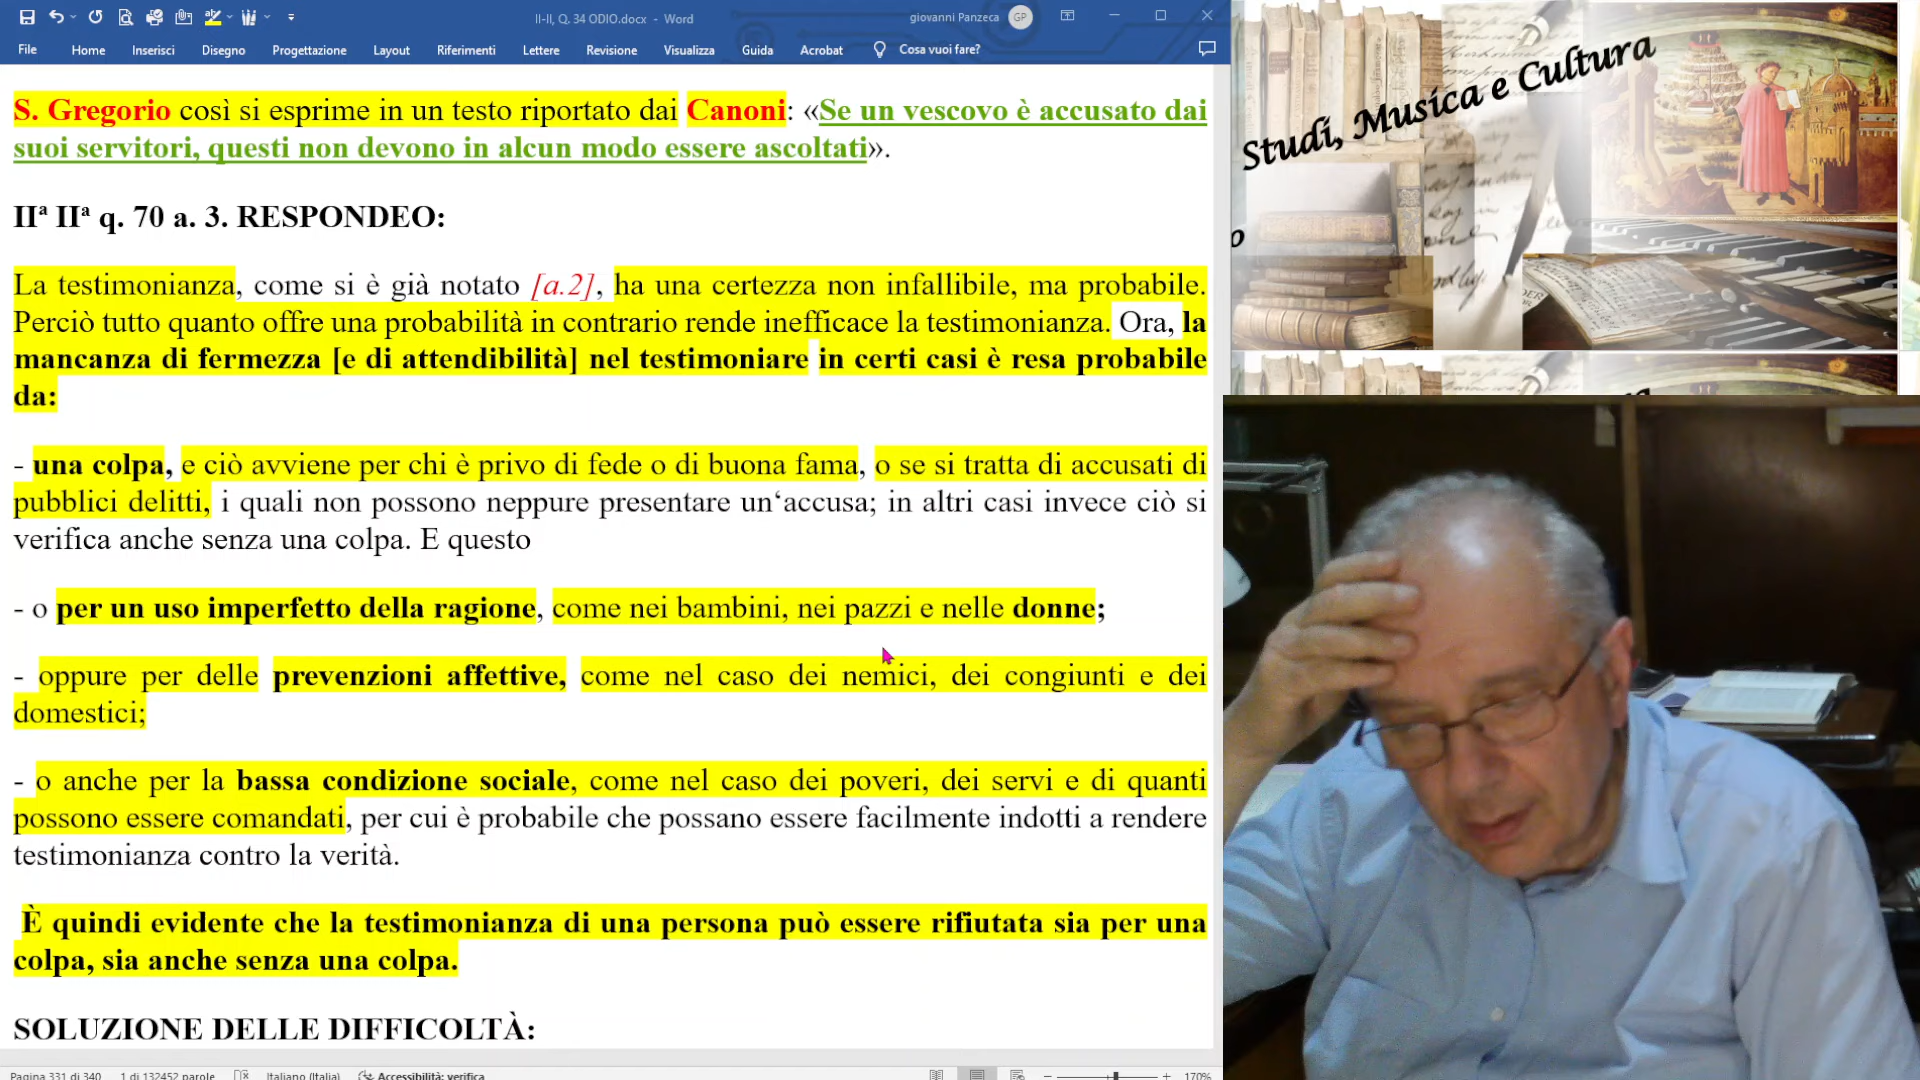 II-II, Q. 34 ODIO.docx - Word
giovanni Panzeca
GP
File Home Inserisci Disegno Progettazione Layout Riferimenti Lettere Revisione Visualizza Guida Acrobat Cosa vuoi fare?
S. Gregorio così si esprime in un testo riportato dai Canoni: «Se un vescovo è accusato dai
suoi servitori, questi non devono in alcun modo essere ascoltati».
IIª IIª q. 70 a. 3. RESPONDEO:
La testimonianza, come si è già notato [a.2], ha una certezza non infallibile, ma probabile.
Perciò tutto quanto offre una probabilità in contrario rende inefficace la testimonianza. Ora, la
mancanza di fermezza [e di attendibilità] nel testimoniare in certi casi è resa probabile
da:
- una colpa, e ciò avviene per chi è privo di fede o di buona fama, o se si tratta di accusati di
pubblici delitti, i quali non possono neppure presentare un‘accusa; in altri casi invece ciò si
verifica anche senza una colpa. E questo
- o per un uso imperfetto della ragione, come nei bambini, nei pazzi e nelle donne;
- oppure per delle prevenzioni affettive, come nel caso dei nemici, dei congiunti e dei
domestici;
- o anche per la bassa condizione sociale, come nel caso dei poveri, dei servi e di quanti
possono essere comandati, per cui è probabile che possano essere facilmente indotti a rendere
testimonianza contro la verità.
È quindi evidente che la testimonianza di una persona può essere rifiutata sia per una
colpa, sia anche senza una colpa.
SOLUZIONE DELLE DIFFICOLTÀ:
Pagina 331 di 340 1 di 132452 parole Italiano (Italia) Accessibilità: verifica 170%
Studi, Musica e Cultura